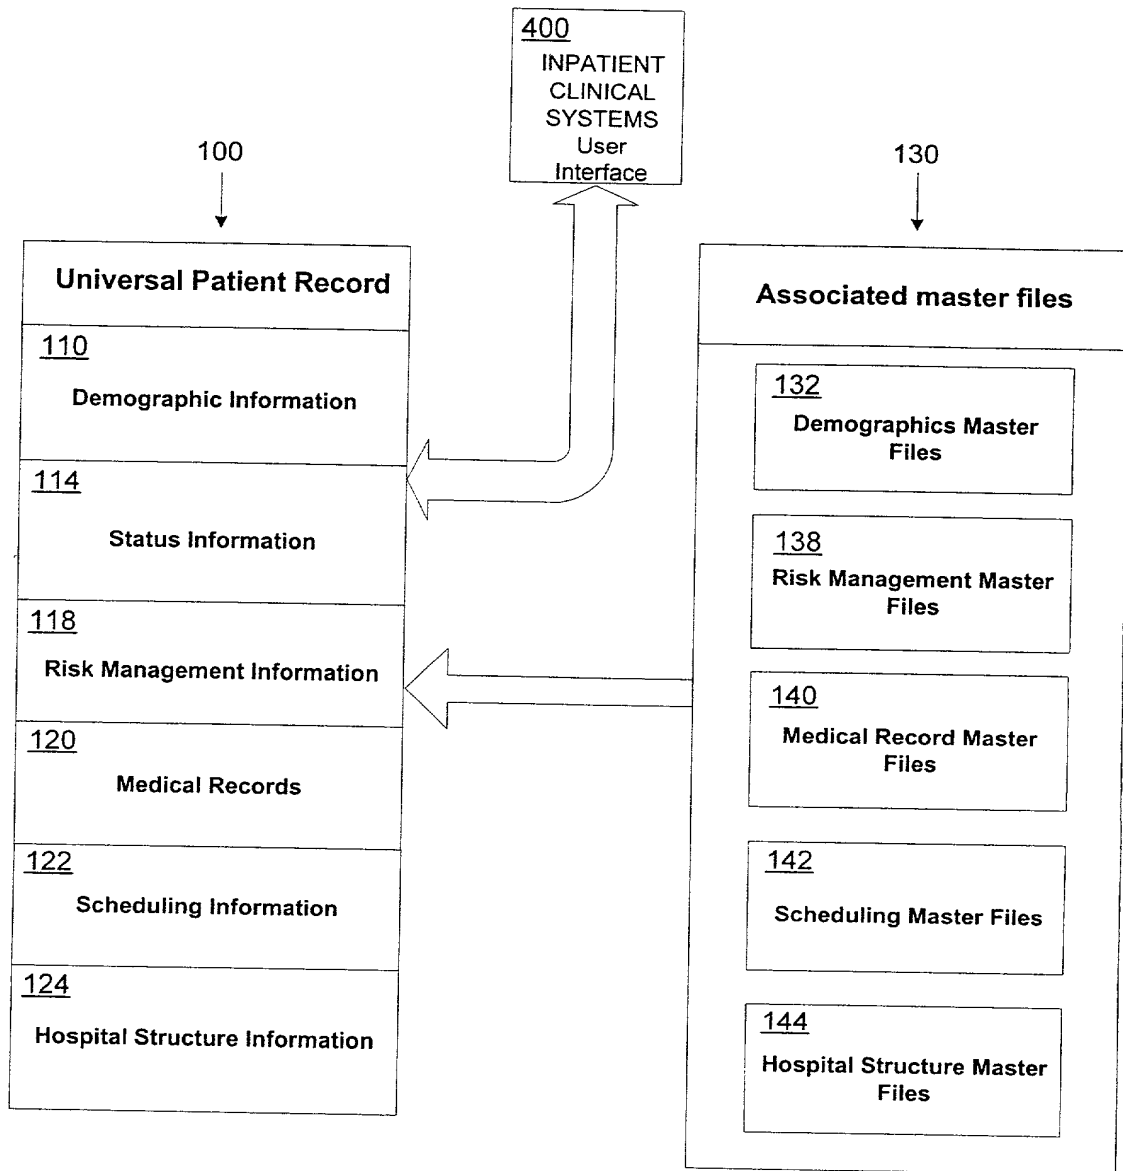 400
INPATIENT
CLINICAL
SYSTEMS
User
Interface
100
130
Universal Patient Record
110
Demographic Information
114
Status Information
118
Risk Management Information
120
Medical Records
122
Scheduling Information
124
Hospital Structure Information
Associated master files
132
Demographics Master
Files
138
Risk Management Master
Files
140
Medical Record Master
Files
142
Scheduling Master Files
144
Hospital Structure Master
Files